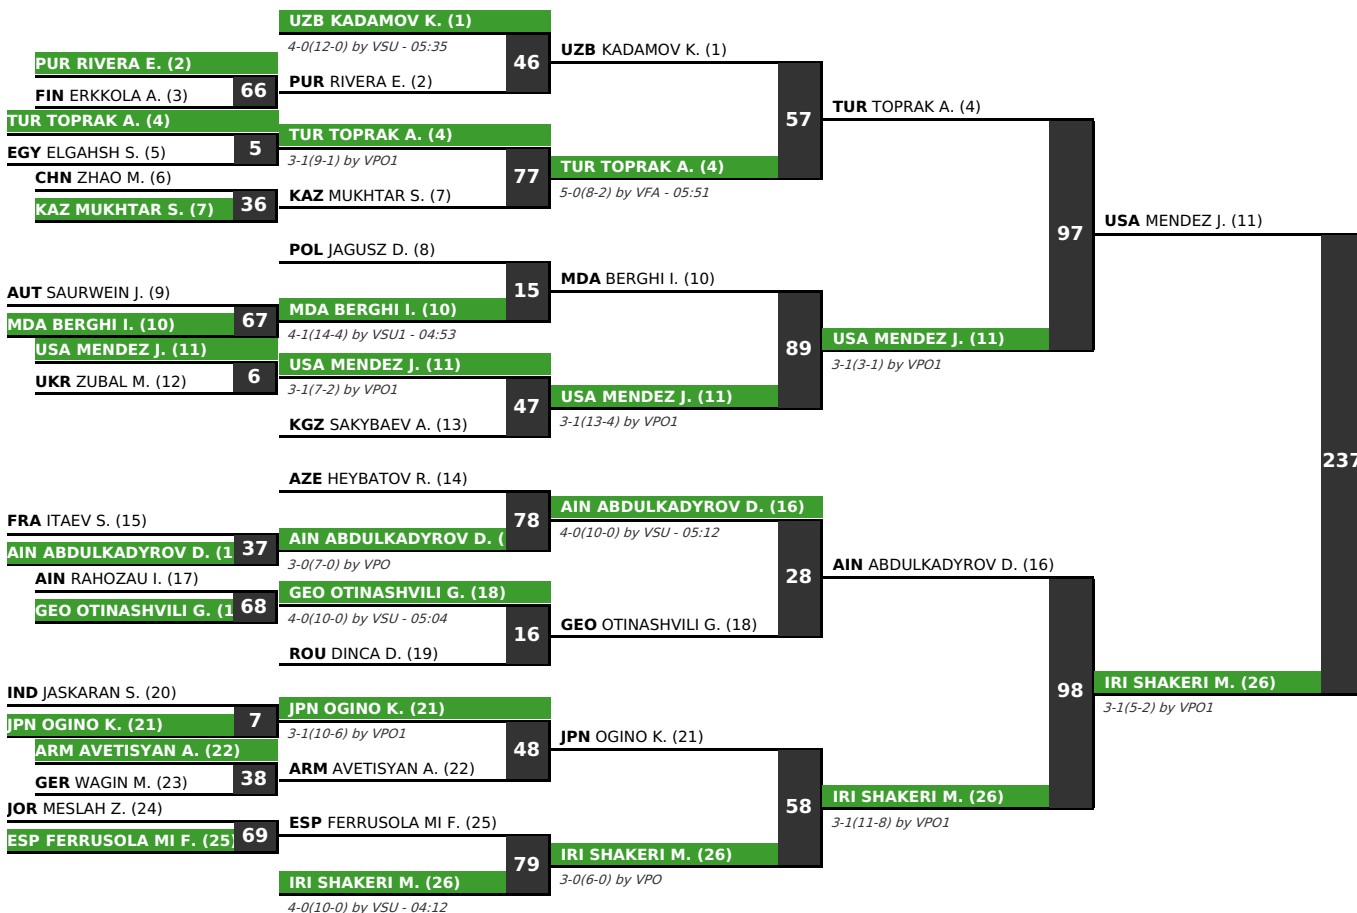 UZB KADAMOV K. (1)
4-0(12-0) by VSU - 05:35
46
PUR RIVERA E. (2)
PUR RIVERA E. (2)
66
FIN ERKKOLA A. (3)
UZB KADAMOV K. (1)
57
TUR TOPRAK A. (4)
TUR TOPRAK A. (4)
5
EGY ELGAHSH S. (5)
TUR TOPRAK A. (4)
3-1(9-1) by VPO1
77
KAZ MUKHTAR S. (7)
CHN ZHAO M. (6)
36
KAZ MUKHTAR S. (7)
TUR TOPRAK A. (4)
5-0(8-2) by VFA - 05:51
97
USA MENDEZ J. (11)
POL JAGUSZ D. (8)
15
MDA BERGHI I. (10)
4-1(14-4) by VSU1 - 04:53
AUT SAURWEIN J. (9)
67
MDA BERGHI I. (10)
MDA BERGHI I. (10)
89
USA MENDEZ J. (11)
3-1(3-1) by VPO1
USA MENDEZ J. (11)
6
UKR ZUBAL M. (12)
USA MENDEZ J. (11)
3-1(7-2) by VPO1
47
KGZ SAKYBAEV A. (13)
USA MENDEZ J. (11)
3-1(13-4) by VPO1
237
AZE HEYBATOV R. (14)
78
AIN ABDULKADYROV D. (
3-0(7-0) by VPO
FRA ITAEV S. (15)
37
AIN ABDULKADYROV D. (1
AIN ABDULKADYROV D. (16)
4-0(10-0) by VSU - 05:12
28
AIN ABDULKADYROV D. (16)
AIN RAHOZAU I. (17)
68
GEO OTINASHVILI G. (1
GEO OTINASHVILI G. (18)
4-0(10-0) by VSU - 05:04
16
ROU DINCA D. (19)
GEO OTINASHVILI G. (18)
98
IRI SHAKERI M. (26)
3-1(5-2) by VPO1
IND JASKARAN S. (20)
7
JPN OGINO K. (21)
JPN OGINO K. (21)
3-1(10-6) by VPO1
48
ARM AVETISYAN A. (22)
ARM AVETISYAN A. (22)
38
GER WAGIN M. (23)
JPN OGINO K. (21)
58
IRI SHAKERI M. (26)
3-1(11-8) by VPO1
JOR MESLAH Z. (24)
69
ESP FERRUSOLA MI F. (25)
ESP FERRUSOLA MI F. (25)
79
IRI SHAKERI M. (26)
4-0(10-0) by VSU - 04:12
IRI SHAKERI M. (26)
3-0(6-0) by VPO